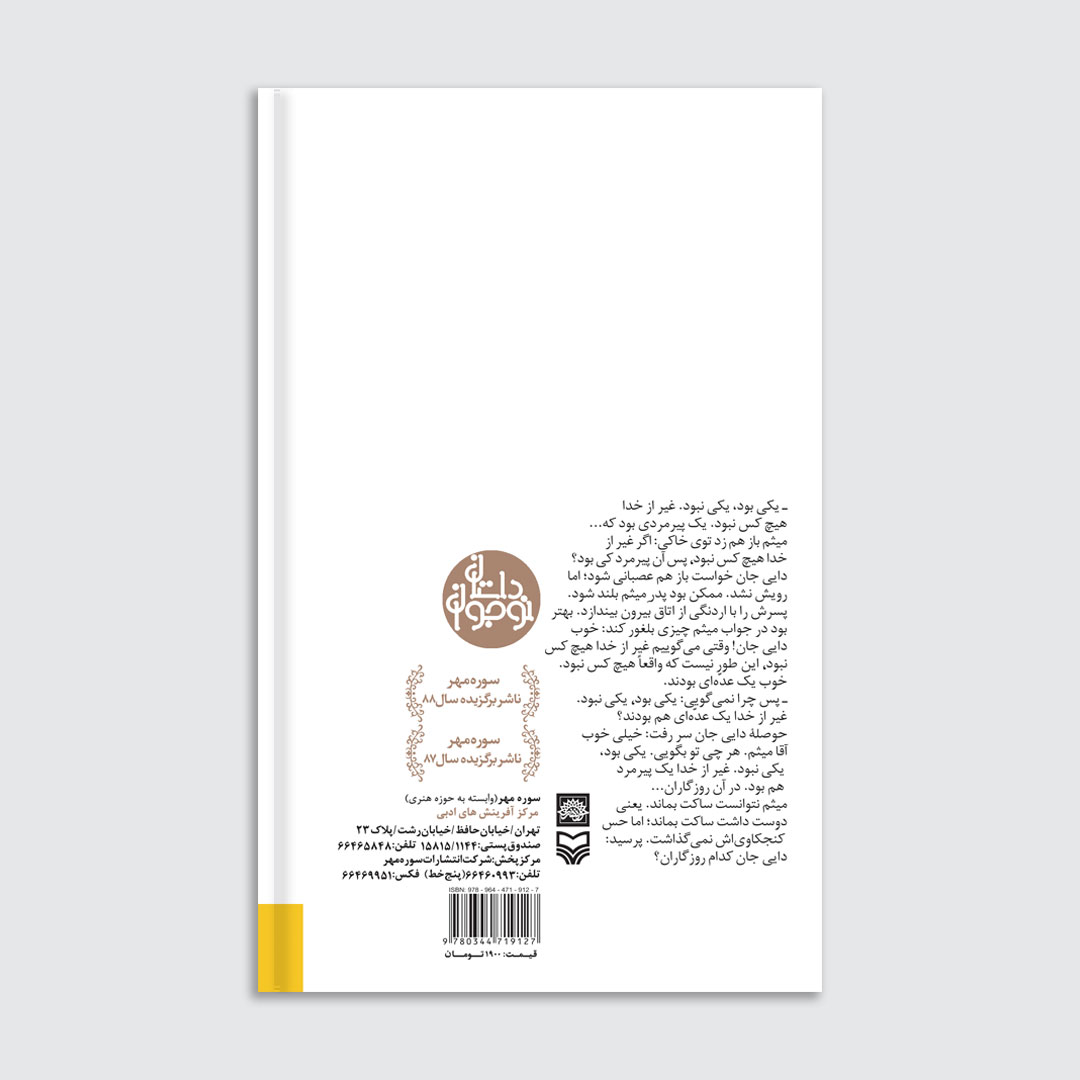 ـ یکی بود، یکی نبود. غیر از خدا
هیچ کس نبود. یک پیرمردی بود که...
میثم باز هم زد توی خاکی: اگر غیر از
خدا هیچ کس نبود، پس آن پیرمرد کی بود؟
دایی جان خواست باز هم عصبانی شود؛ اما
رویش نشد. ممکن بود پدرِ میثم بلند شود.
پسرش را با اردنگی از اتاق بیرون بیندازد. بهتر
بود در جواب میثم چیزی بلغور کند: خوب
دایی جان! وقتی می‌گوییم غیر از خدا هیچ کس
نبود، این طور نیست که واقعاً هیچ کس نبود.
خوب یک عده‌ای بودند.
ـ پس چرا نمی‌گویی: یکی بود، یکی نبود.
غیر از خدا یک عده‌ای هم بودند؟
حوصلهٔ دایی جان سر رفت: خیلی خوب
آقا میثم. هر چی تو بگویی. یکی بود،
یکی نبود. غیر از خدا یک پیرمرد
هم بود. در آن روزگاران...
میثم نتوانست ساکت بماند. یعنی
دوست داشت ساکت بماند؛ اما حس
کنجکاوی‌اش نمی‌گذاشت. پرسید:
دایی جان کدام روزگاران؟
داستان
نوجوان
سوره مهر
ناشر برگزیده سال ۸۸
سوره مهر
ناشر برگزیده سال ۸۷
سوره مهر (وابسته به حوزه هنری)
مرکز آفرینش های ادبی
تهران/خیابان حافظ/خیابان رشت/پلاک ۲۳
صندوق پستی: ۱۵۸۱۵/۱۱۴۴ تلفن: ۶۶۴۶۵۸۴۸
مرکز پخش: شرکت انتشارات سوره مهر
تلفن: ۶۶۴۶۰۹۹۳(پنج خط) فکس: ۶۶۴۶۹۹۵۱
ISBN: 978 - 964 - 471 - 912 - 7
9 780344 719127
قیمت: ۱۹۰۰ تومان